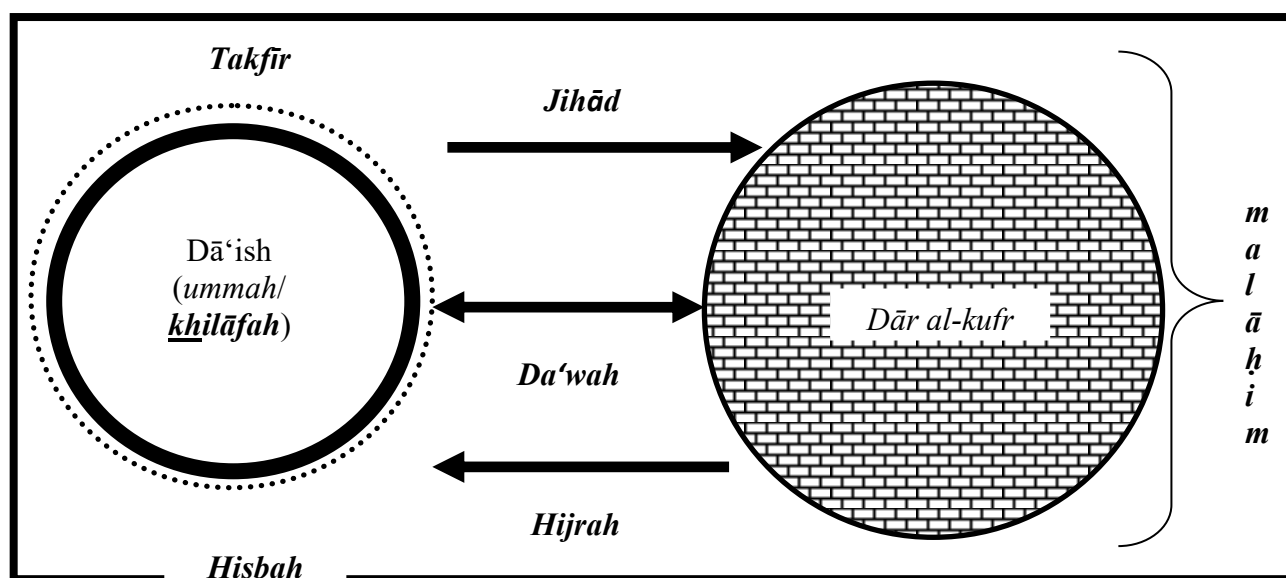 Takfīr
Jihād
Dā‘ish
(ummah/
khilāfah)
Dār al-kufr
Da‘wah
Hijrah
Hisbah
m
a
l
ā
ḥ
i
m